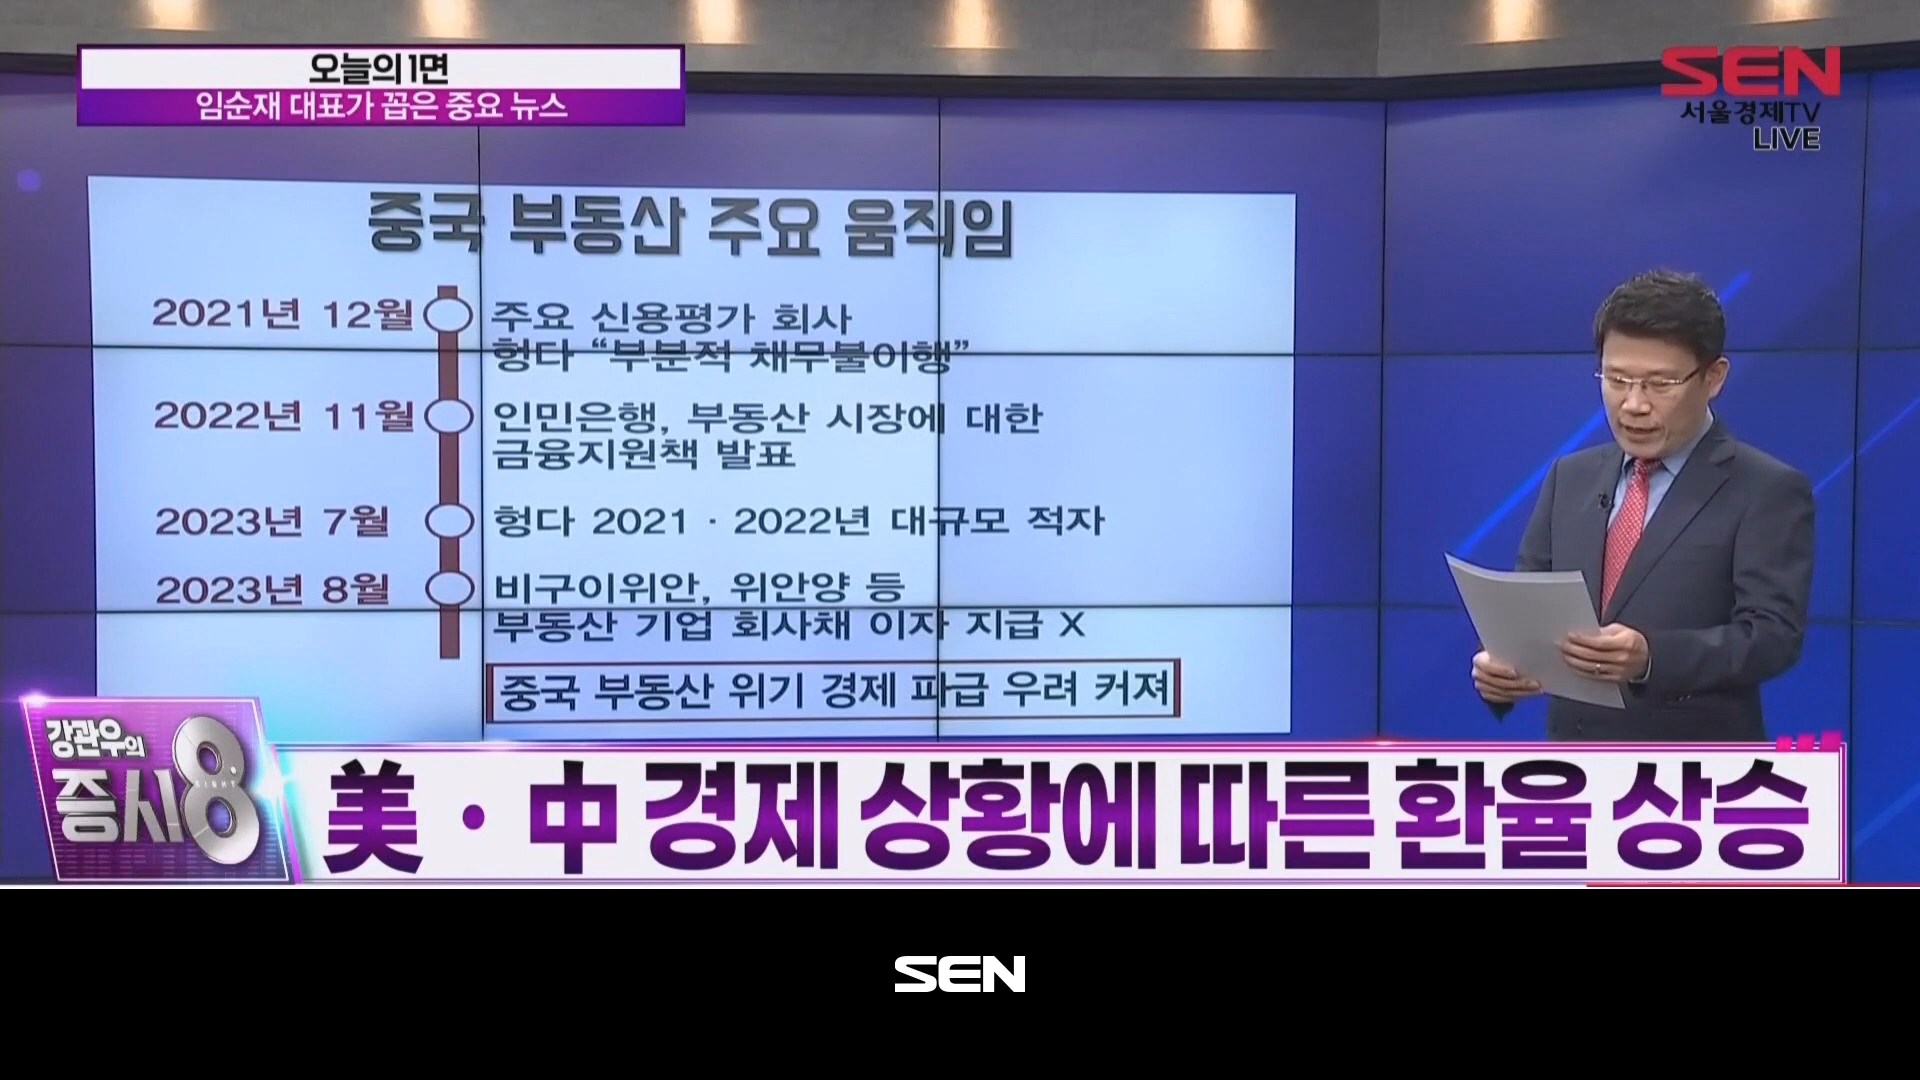 오늘의 1면
임순재 대표가 꼽은 중요 뉴스
SEN
서울경제TV
LIVE
중국 부동산 주요 움직임
2021년 12월
주요 신용평가 회사
헝다 “부분적 채무불이행”
2022년 11월
인민은행, 부동산 시장에 대한
금융지원책 발표
2023년 7월
헝다 2021 · 2022년 대규모 적자
2023년 8월
비구이위안, 위안양 등
부동산 기업 회사채 이자 지급 X
중국 부동산 위기 경제 파급 우려 커져
강관우의
증시8
EIGHT
美·中 경제 상황에 따른 환율 상승
SEN